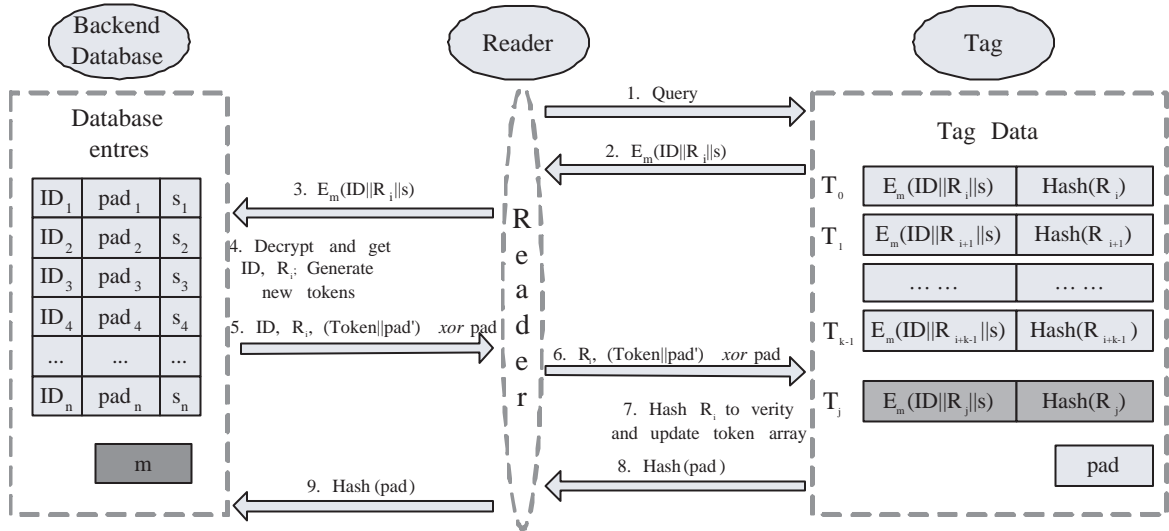 Backend
Database
Reader
Tag
Database
entres
ID1 pad1 s1
ID2 pad2 s2
ID3 pad3 s3
ID4 pad4 s4
... ... ...
IDn padn sn
m
1. Query
2. Em(ID||Ri||s)
3. Em(ID||Ri||s)
4. Decrypt and get
ID, Ri; Generate
new tokens
5. ID, Ri, (Token||pad') xor pad
Reader
6. Ri, (Token||pad') xor pad
7. Hash Ri to verity
and update token array
8. Hash(pad)
9. Hash(pad)
Tag Data
T0 Em(ID||Ri||s) Hash(Ri)
T1 Em(ID||Ri+1||s) Hash(Ri+1)
... ... ... ...
Tk-1 Em(ID||Ri+k-1||s) Hash(Ri+k-1)
Tj Em(ID||Rj||s) Hash(Rj)
pad